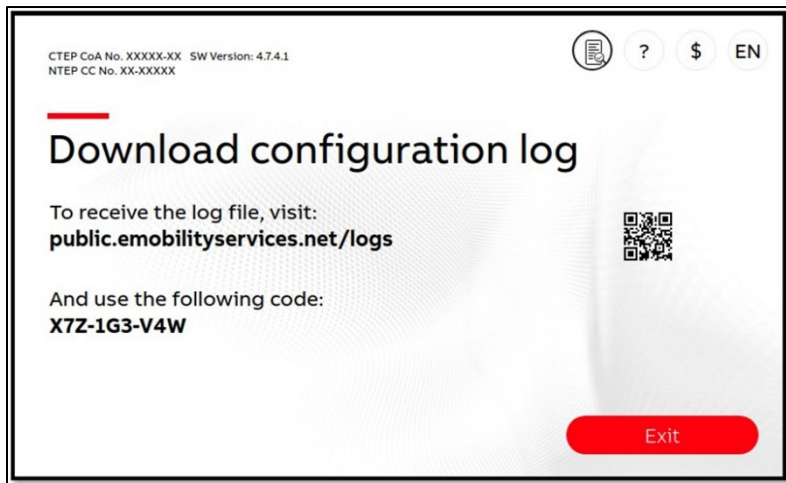 CTEP CoA No. XXXXX-XX SW Version: 4.7.4.1
NTEP CC No. XX-XXXXX
? $ EN
Download configuration log
To receive the log file, visit:
public.emobilityservices.net/logs
And use the following code:
X7Z-1G3-V4W
Exit